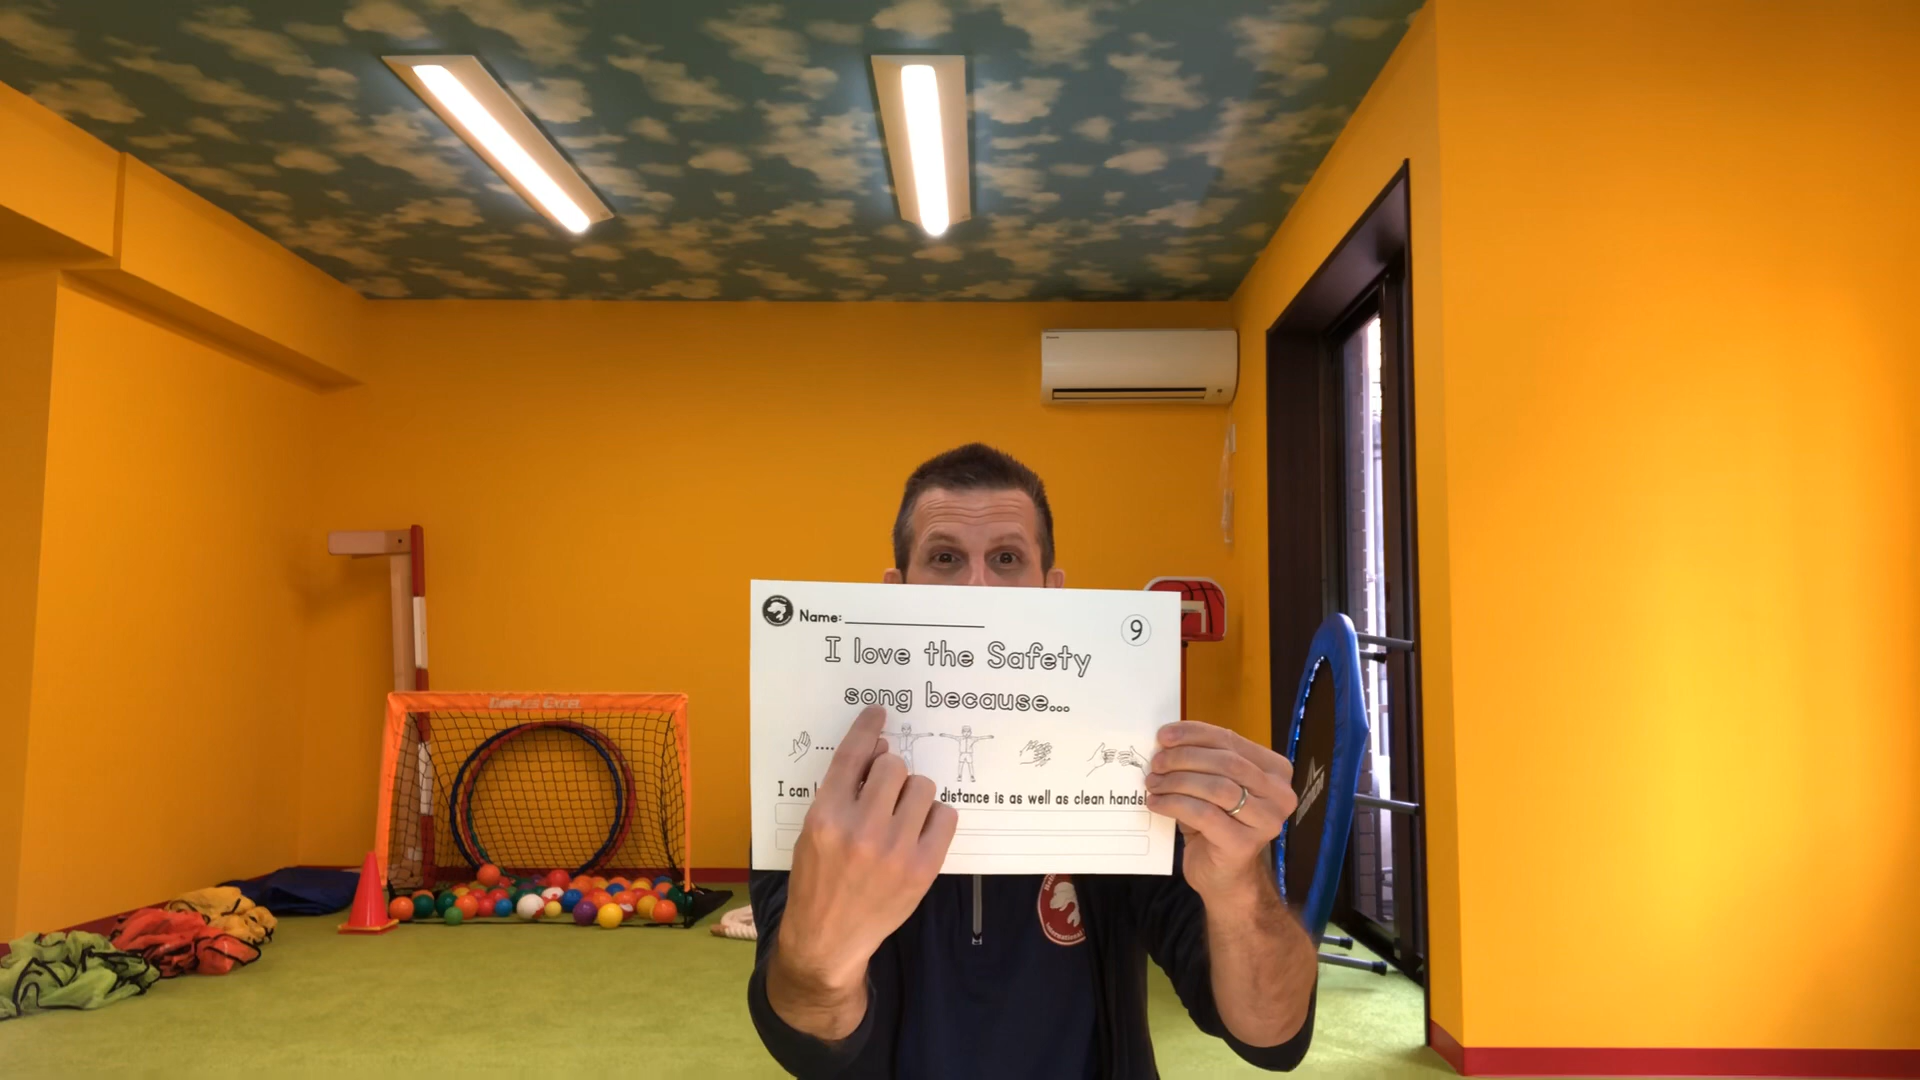 Name:
9
I love the Safety
song because...
I can
distance is as well as clean hands!